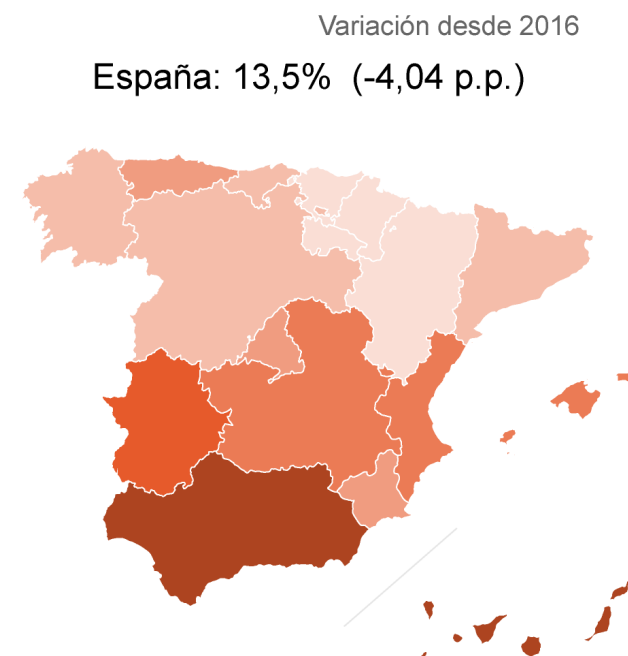 Variación desde 2016
España: 13,5% (-4,04 p.p.)